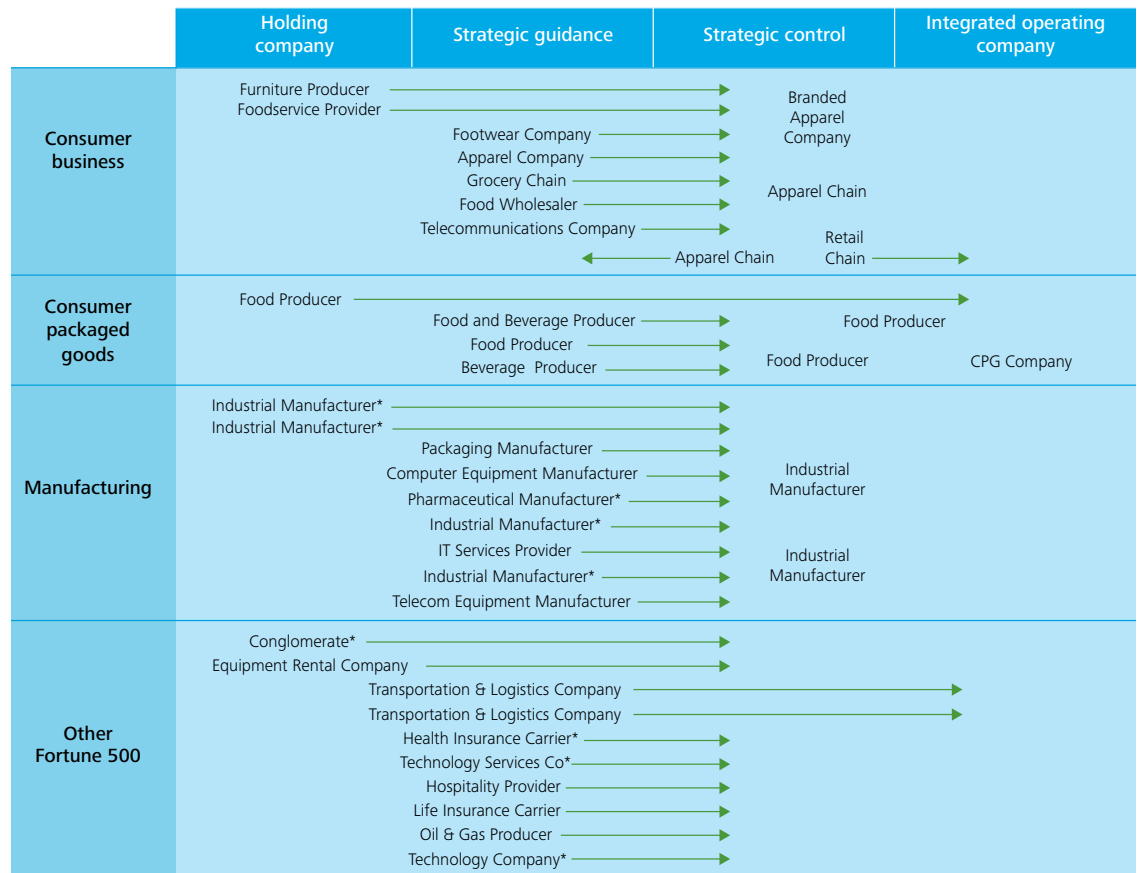 Holding
company
Strategic guidance
Strategic control
Integrated operating
company
Consumer
business
Furniture Producer
Foodservice Provider
Branded
Apparel
Company
Footwear Company
Apparel Company
Grocery Chain
Apparel Chain
Food Wholesaler
Telecommunications Company
Apparel Chain
Retail
Chain
Consumer
packaged
goods
Food Producer
Food and Beverage Producer
Food Producer
Food Producer
Beverage Producer
Food Producer
CPG Company
Manufacturing
Industrial Manufacturer*
Industrial Manufacturer*
Packaging Manufacturer
Computer Equipment Manufacturer
Industrial
Manufacturer
Pharmaceutical Manufacturer*
Industrial Manufacturer*
IT Services Provider
Industrial
Manufacturer
Industrial Manufacturer*
Telecom Equipment Manufacturer
Other
Fortune 500
Conglomerate*
Equipment Rental Company
Transportation & Logistics Company
Transportation & Logistics Company
Health Insurance Carrier*
Technology Services Co*
Hospitality Provider
Life Insurance Carrier
Oil & Gas Producer
Technology Company*